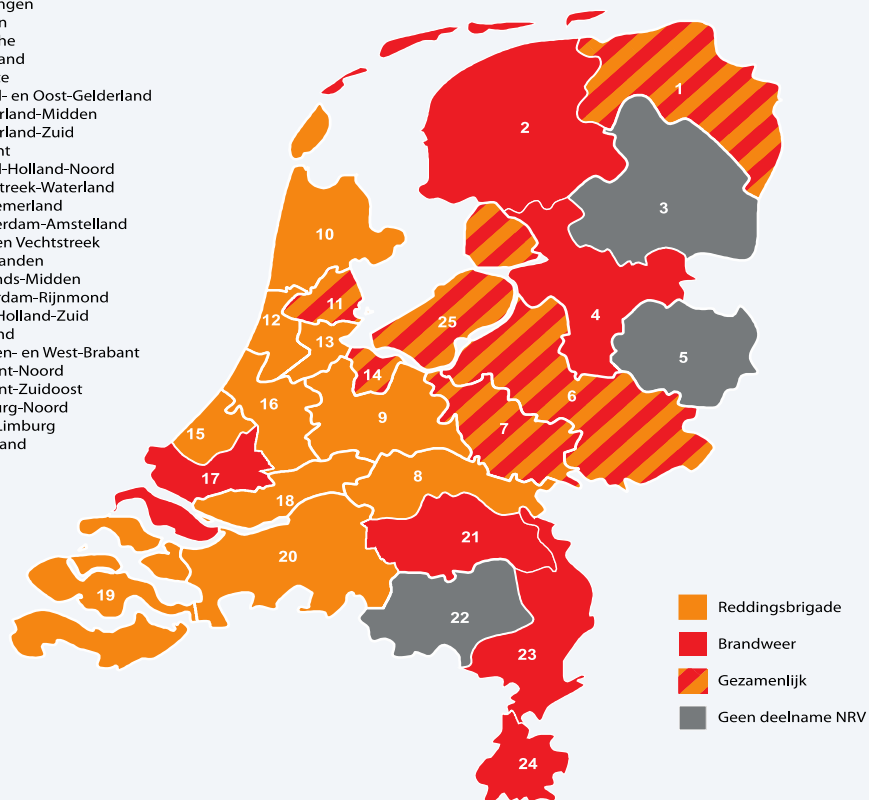 ngen
n
he
and
e
- en Oost-Gelderland
rland-Midden
rland-Zuid
nt
-Holland-Noord
treek-Waterland
emerland
erdam-Amstelland
en Vechtstreek
anden
nds-Midden
rdam-Rijnmond
Holland-Zuid
nd
en- en West-Brabant
nt-Noord
nt-Zuidoost
urg-Noord
Limburg
and
1
2
3
10
11
12
25
4
13
5
14
6
16
9
7
15
8
17
18
21
20
19
22
23
24
Reddingsbrigade
Brandweer
Gezamenlijk
Geen deelname NRV